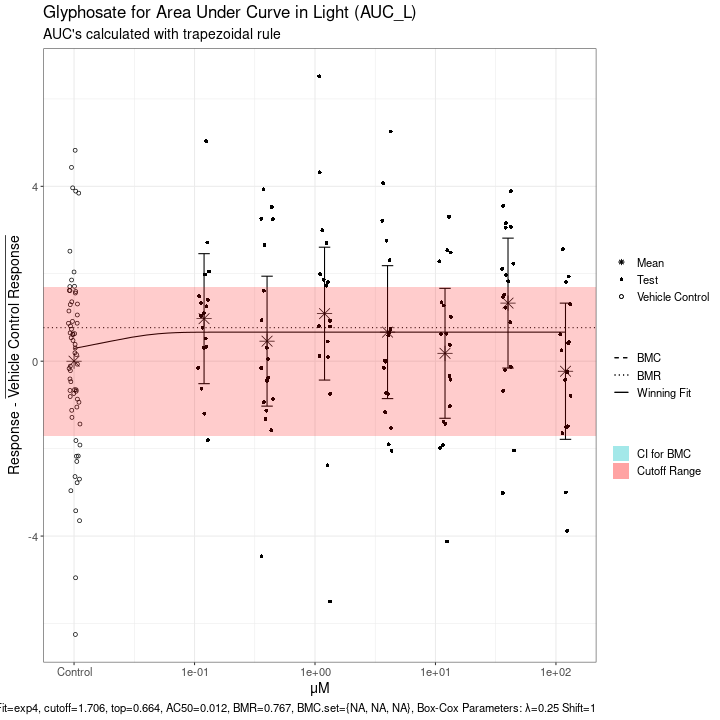 Glyphosate for Area Under Curve in Light (AUC_L)
AUC's calculated with trapezoidal rule
Response - Vehicle Control Response
4
0
-4
Control
1e-01
1e+00
1e+01
1e+02
μM
Mean
Test
Vehicle Control
BMC
BMR
Winning Fit
CI for BMC
Cutoff Range
Fit=exp4, cutoff=1.706, top=0.664, AC50=0.012, BMR=0.767, BMC.set={NA, NA, NA}, Box-Cox Parameters: λ=0.25 Shift=1